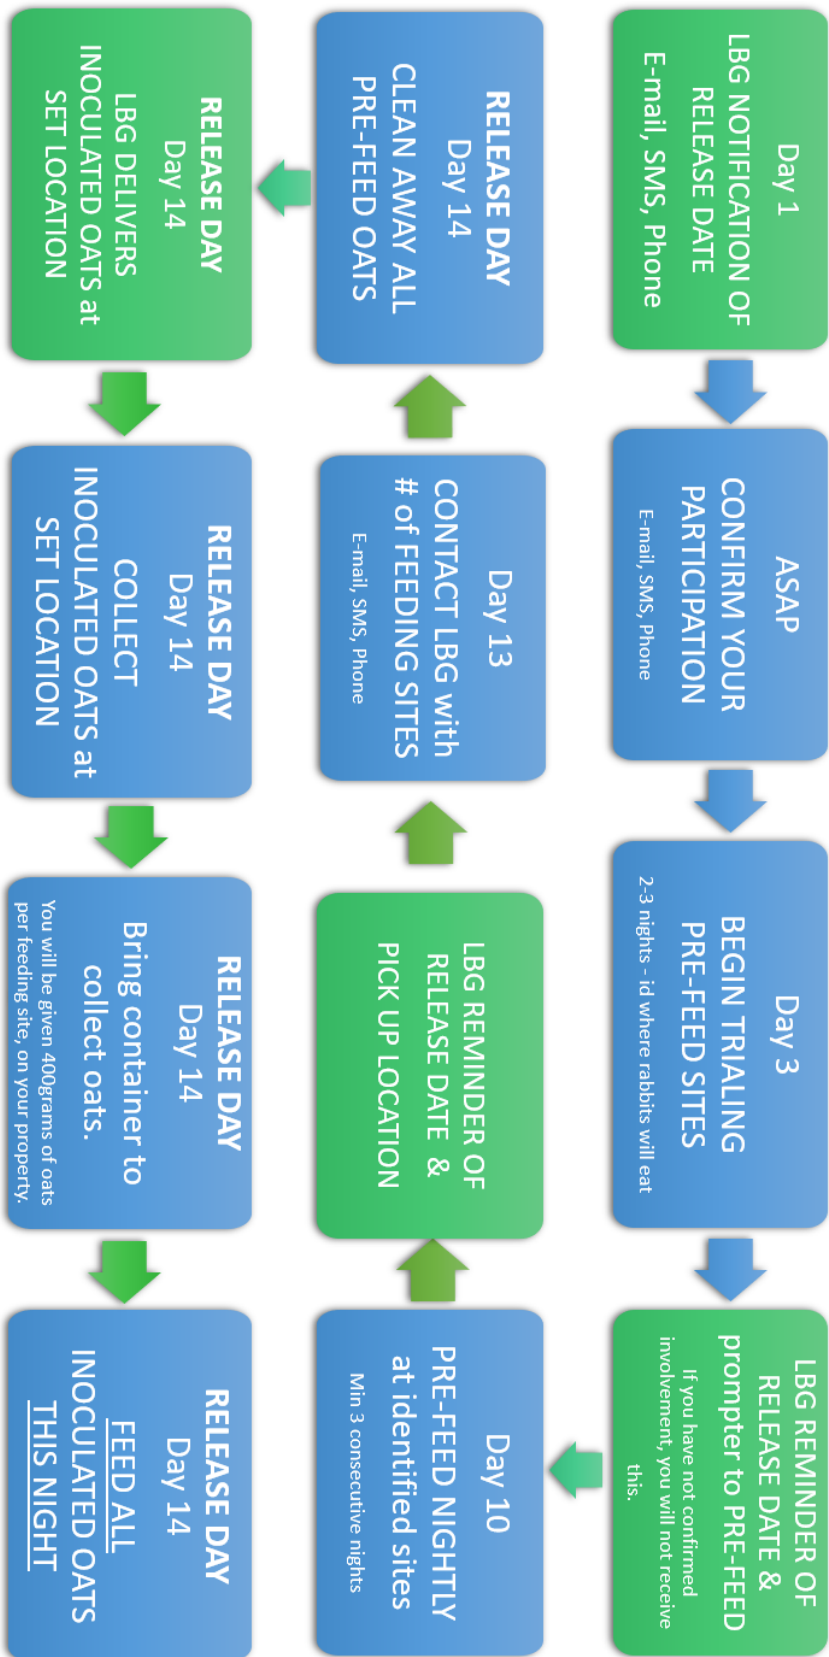 Day 1
LBG NOTIFICATION OF
RELEASE DATE
E-mail, SMS, Phone
ASAP
CONFIRM YOUR
PARTICIPATION
E-mail, SMS, Phone
Day 3
BEGIN TRIALING
PRE-FEED SITES
2-3 nights - id where rabbits will eat
LBG REMINDER OF
RELEASE DATE &
prompter to PRE-FEED
If you have not confirmed
involvement, you will not receive
this.
Day 10
PRE-FEED NIGHTLY
at identified sites
Min 3 consecutive nights
LBG REMINDER OF
RELEASE DATE &
PICK UP LOCATION
Day 13
CONTACT LBG with
# of FEEDING SITES
E-mail, SMS, Phone
RELEASE DAY
Day 14
CLEAN AWAY ALL
PRE-FEED OATS
RELEASE DAY
Day 14
LBG DELIVERS
INOCULATED OATS at
SET LOCATION
RELEASE DAY
Day 14
COLLECT
INOCULATED OATS at
SET LOCATION
RELEASE DAY
Day 14
Bring container to
collect oats.
You will be given 400grams of oats
per feeding site, on your property.
RELEASE DAY
Day 14
FEED ALL
INOCULATED OATS
THIS NIGHT